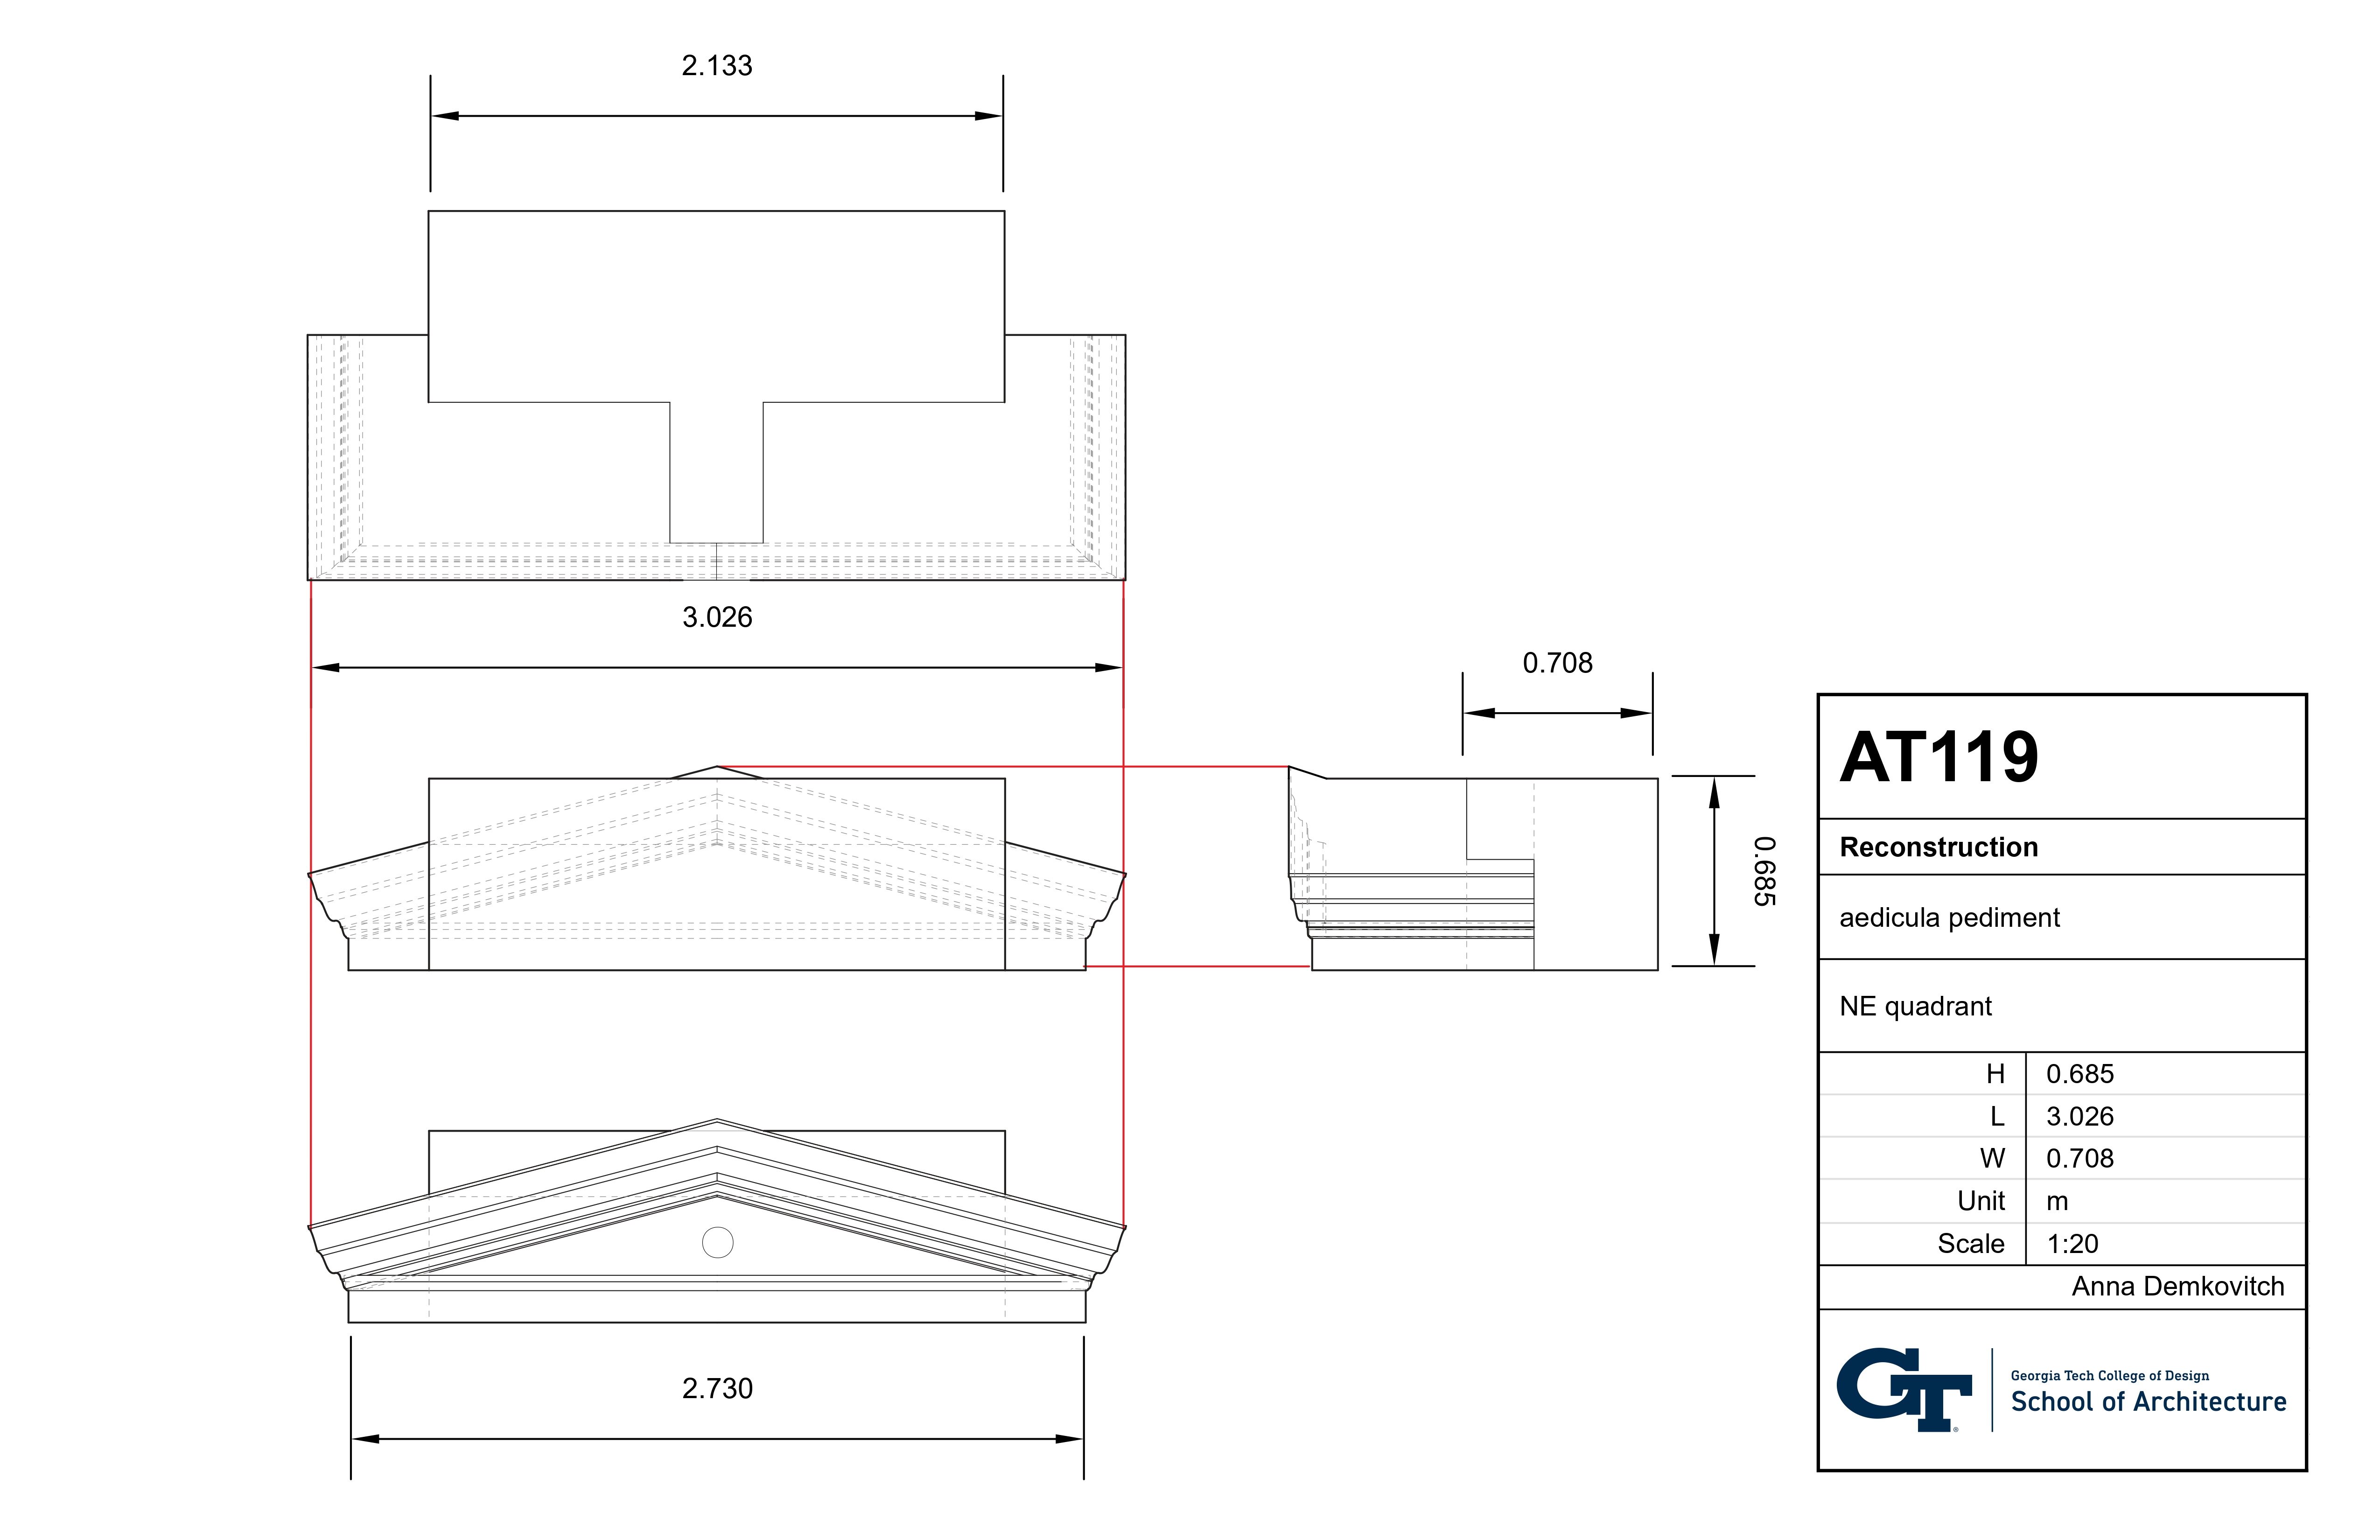 2.133
3.026
0.708
0.685
2.730
AT119
Reconstruction
aedicula pediment
NE quadrant
H 0.685
L 3.026
W 0.708
Unit m
Scale 1:20
Anna Demkovitch
GT ®
Georgia Tech College of Design
School of Architecture